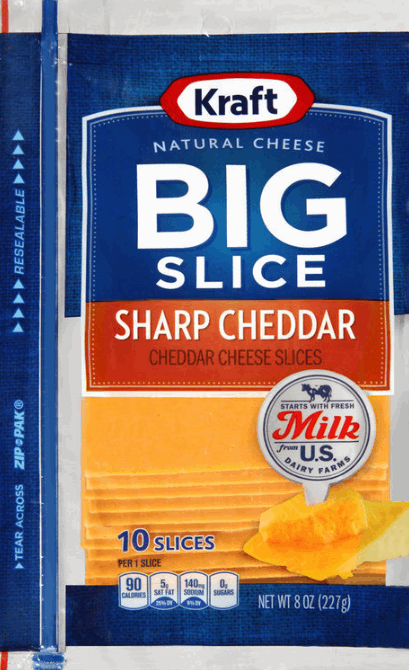 Kraft
NATURAL CHEESE
BIG
SLICE
SHARP CHEDDAR
CHEDDAR CHEESE SLICES
STARTS WITH FRESH
Milk
from U.S.
DAIRY FARMS
10 SLICES
PER 1 SLICE
90 CALORIES
5g SAT FAT 25% DV
140mg SODIUM 6% DV
0g SUGARS
NET WT 8 OZ (227g)
RESEALABLE
TEAR ACROSS ZIP•PAK®